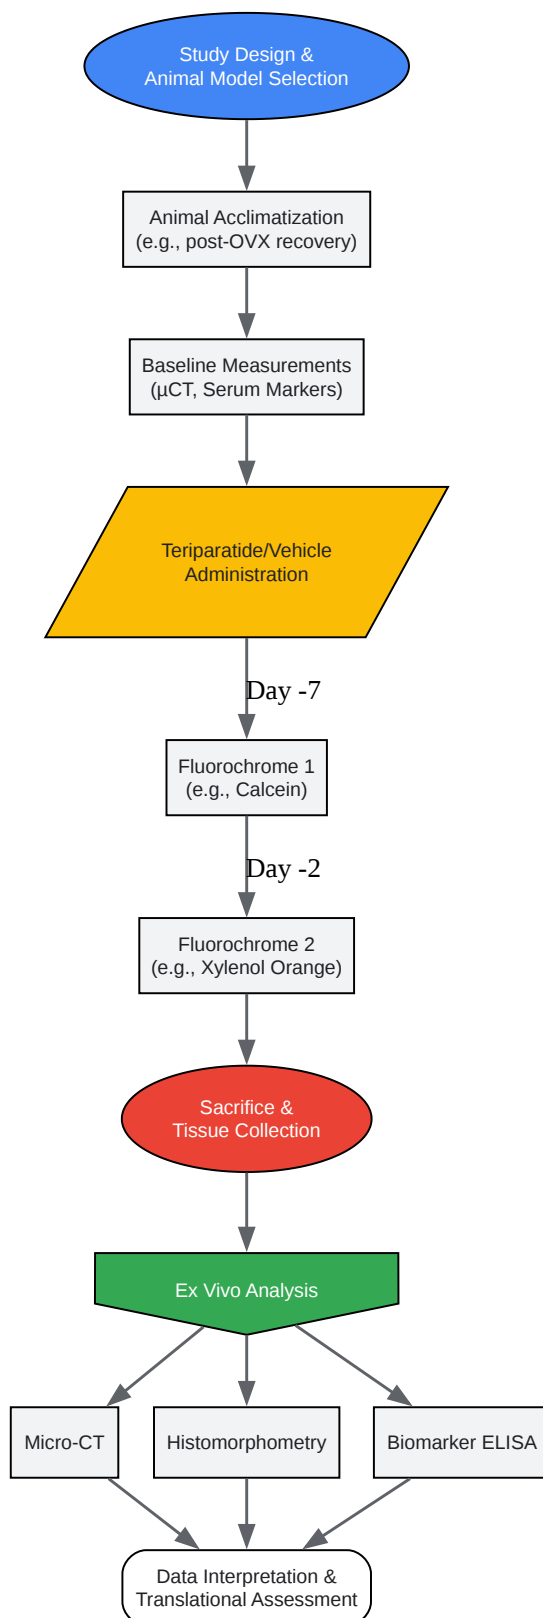 Study Design &
Animal Model Selection
Animal Acclimatization
(e.g., post-OVX recovery)
Baseline Measurements
(µCT, Serum Markers)
Teriparatide/Vehicle
Administration
Day -7
Fluorochrome 1
(e.g., Calcein)
Day -2
Fluorochrome 2
(e.g., Xylenol Orange)
Sacrifice &
Tissue Collection
Ex Vivo Analysis
Micro-CT
Histomorphometry
Biomarker ELISA
Data Interpretation &
Translational Assessment